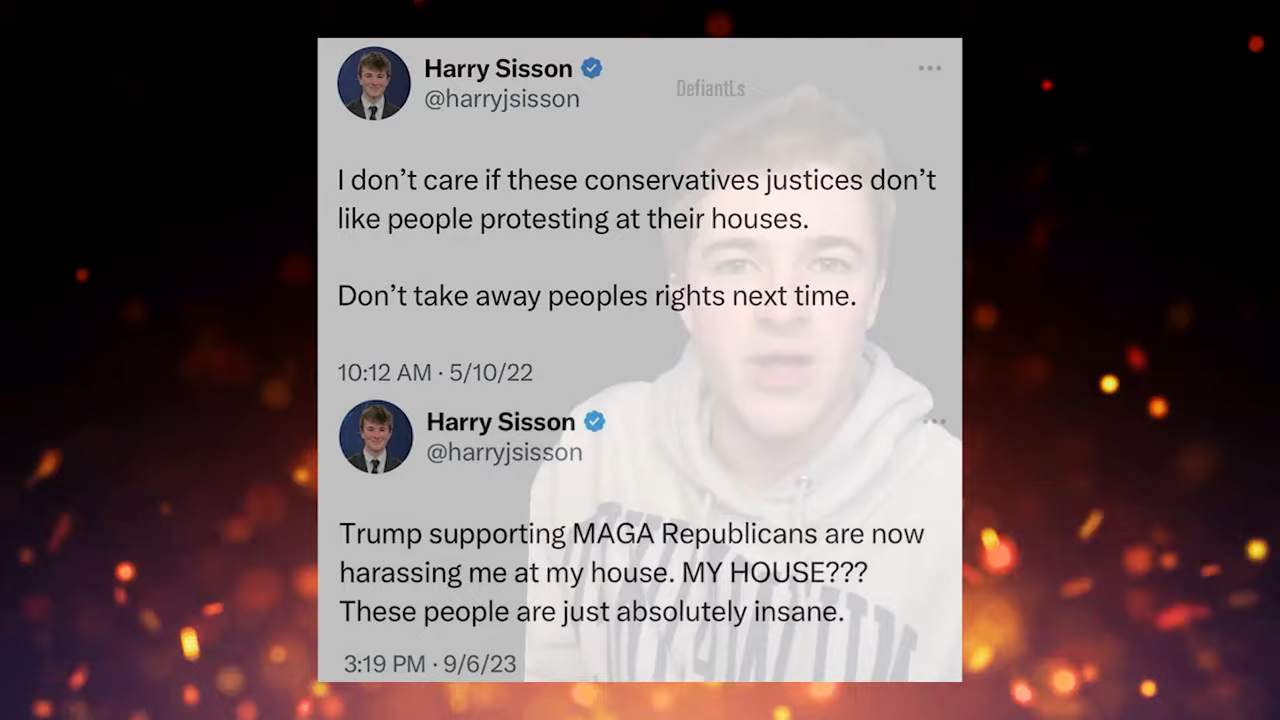 Harry Sisson
@harryjsisson
DefiantLs
I don’t care if these conservatives justices don’t
like people protesting at their houses.
Don’t take away peoples rights next time.
10:12 AM · 5/10/22
Harry Sisson
@harryjsisson
Trump supporting MAGA Republicans are now
harassing me at my house. MY HOUSE???
These people are just absolutely insane.
3:19 PM · 9/6/23